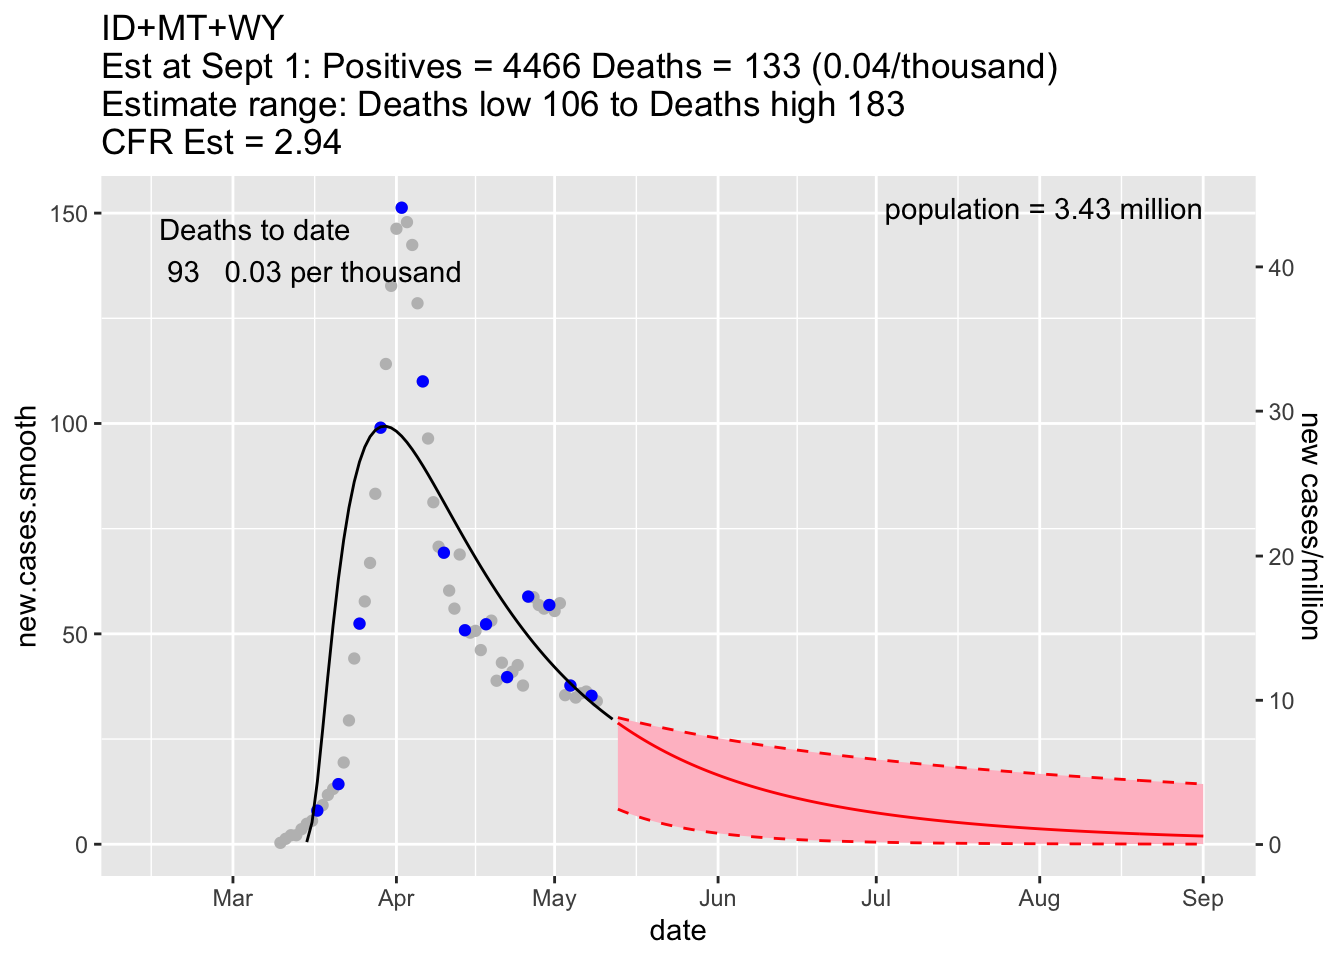 ID+MT+WY
Est at Sept 1: Positives = 4466 Deaths = 133 (0.04/thousand)
Estimate range: Deaths low 106 to Deaths high 183
CFR Est = 2.94
population = 3.43 million
Deaths to date
93 0.03 per thousand
150
100
50
0
new.cases.smooth
40
30
20
10
0
new cases/million
Mar Apr May Jun Jul Aug Sep
date